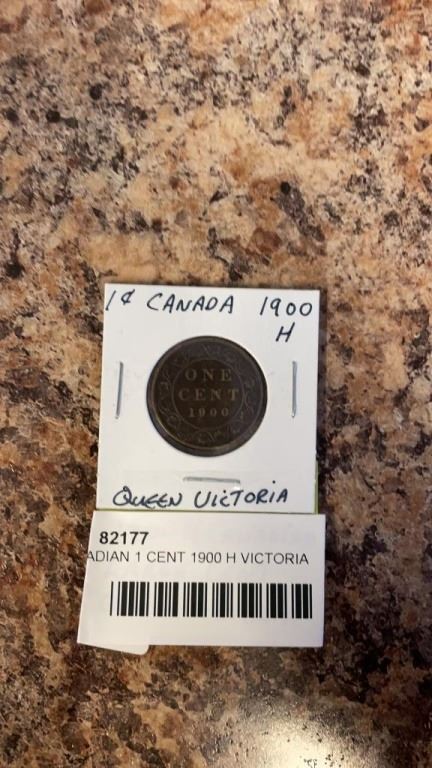 1¢ CANADA 1900
H
ONE
CENT
1900
QUEEN VICTORIA
82177
ADIAN 1 CENT 1900 H VICTORIA